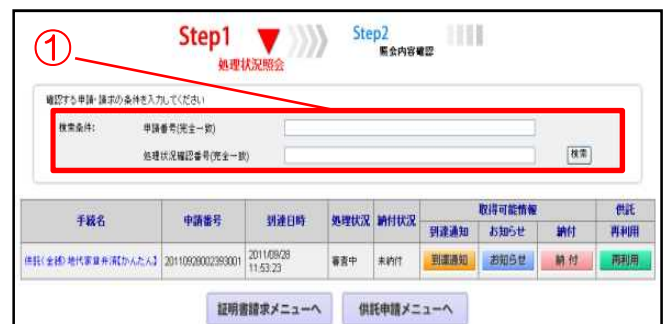 ①
Step1
処理状況照会
Step2
照会内容確認
確認する申請・請求の条件を入力してください
検索条件: 申請番号(完全一致)
処理状況確認番号(完全一致) 検索
手続名 申請番号 到達日時 処理状況 納付状況 取得可能情報 供託
到達通知 お知らせ 納付 再利用
供託(金銭)地代家賃弁済【かんたん】 20110928002393001 2011/09/28 11:53:23 審査中 未納付 到達通知 お知らせ 納付 再利用
証明書請求メニューへ 供託申請メニューへ